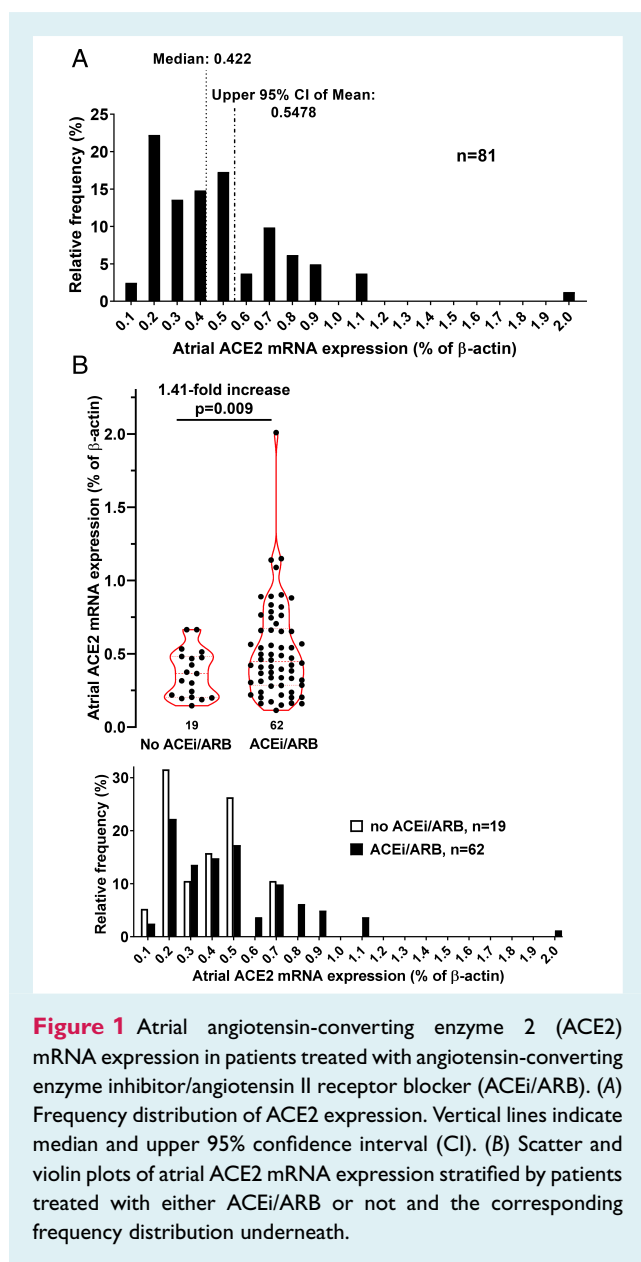 A
Median: 0.422
Upper 95% CI of Mean:
0.5478
n=81
Relative frequency (%)
25
20
15
10
5
0
0.1 0.2 0.3 0.4 0.5 0.6 0.7 0.8 0.9 1.0 1.1 1.2 1.3 1.4 1.5 1.6 1.7 1.8 1.9 2.0
Atrial ACE2 mRNA expression (% of β-actin)
B
1.41-fold increase
p=0.009
Atrial ACE2 mRNA expression (% of β-actin)
2.0
1.5
1.0
0.5
0.0
19 62
No ACEi/ARB ACEi/ARB
Relative frequency (%)
30
20
10
0
no ACEi/ARB, n=19
ACEi/ARB, n=62
0.1 0.2 0.3 0.4 0.5 0.6 0.7 0.8 0.9 1.0 1.1 1.2 1.3 1.4 1.5 1.6 1.7 1.8 1.9 2.0
Atrial ACE2 mRNA expression (% of β-actin)
Figure 1 Atrial angiotensin-converting enzyme 2 (ACE2)
mRNA expression in patients treated with angiotensin-converting
enzyme inhibitor/angiotensin II receptor blocker (ACEi/ARB). (A)
Frequency distribution of ACE2 expression. Vertical lines indicate
median and upper 95% confidence interval (CI). (B) Scatter and
violin plots of atrial ACE2 mRNA expression stratified by patients
treated with either ACEi/ARB or not and the corresponding
frequency distribution underneath.